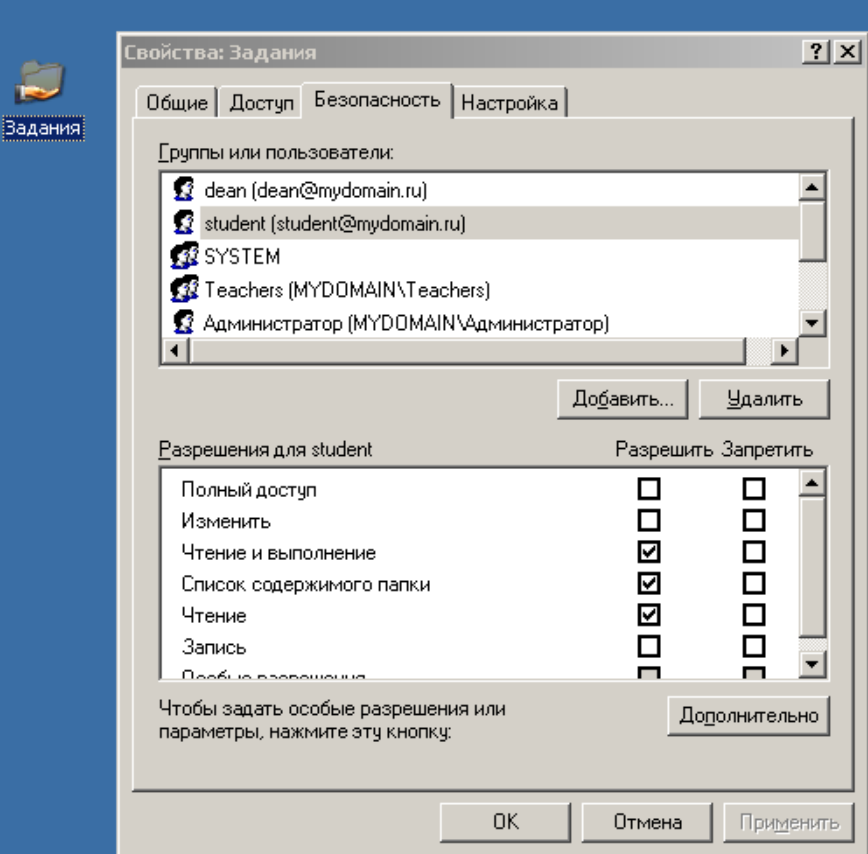 Задания
Свойства: Задания
Общие Доступ Безопасность Настройка
Группы или пользователи:
dean (dean@mydomain.ru)
student (student@mydomain.ru)
SYSTEM
Teachers (MYDOMAIN\Teachers)
Администратор (MYDOMAIN\Администратор)
Добавить... Удалить
Разрешения для student Разрешить Запретить
Полный доступ
Изменить
Чтение и выполнение
Список содержимого папки
Чтение
Запись
Особые разрешения
Чтобы задать особые разрешения или
параметры, нажмите эту кнопку:
Дополнительно
OK Отмена Применить